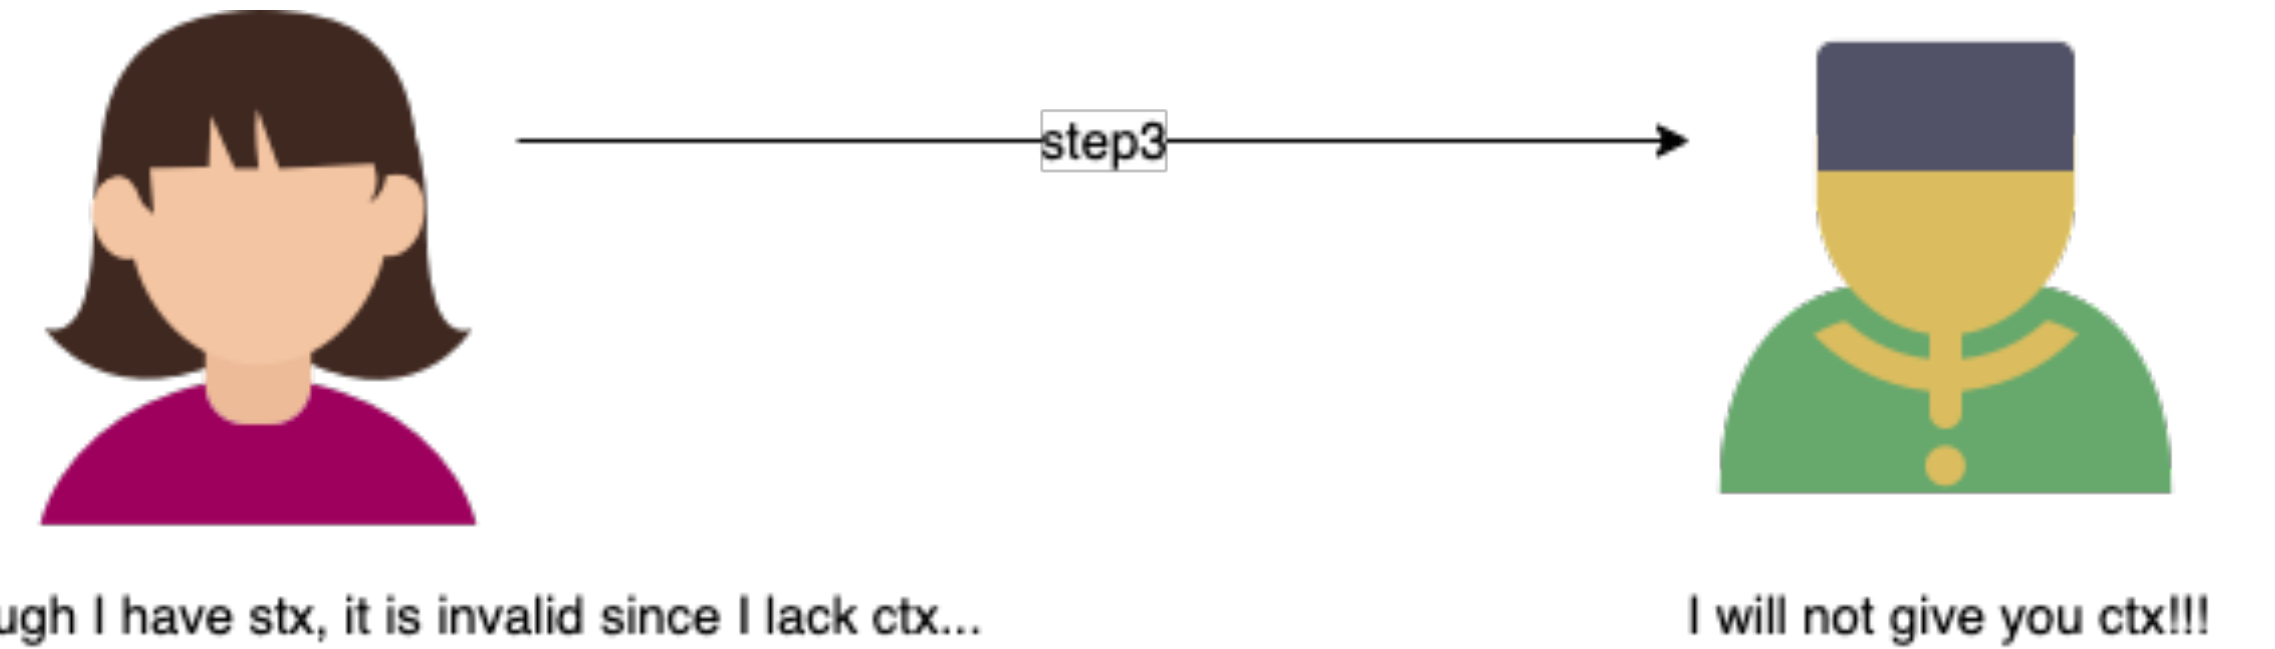 step3
ugh I have stx, it is invalid since I lack ctx...
I will not give you ctx!!!